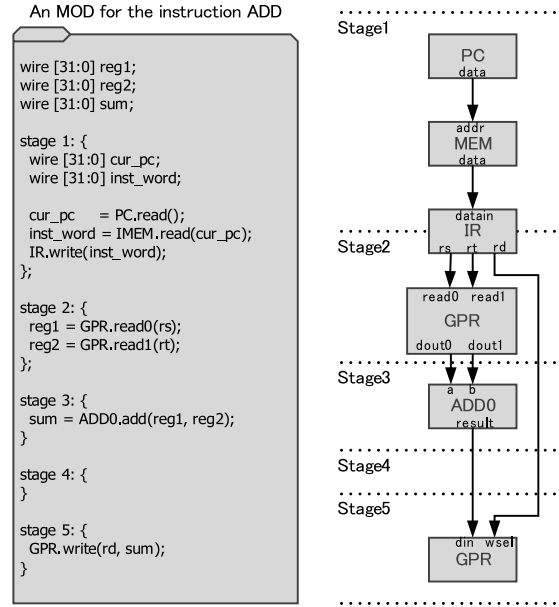 An MOD for the instruction ADD
wire [31:0] reg1;
wire [31:0] reg2;
wire [31:0] sum;
stage 1: {
wire [31:0] cur_pc;
wire [31:0] inst_word;
cur_pc = PC.read();
inst_word = IMEM.read(cur_pc);
IR.write(inst_word);
};
stage 2: {
reg1 = GPR.read0(rs);
reg2 = GPR.read1(rt);
};
stage 3: {
sum = ADD0.add(reg1, reg2);
}
stage 4: {
}
stage 5: {
GPR.write(rd, sum);
}
Stage1
PC
data
addr
MEM
data
datain
IR
rs rt rd
Stage2
read0 read1
GPR
dout0 dout1
Stage3
a b
ADD0
result
Stage4
Stage5
din wsel
GPR